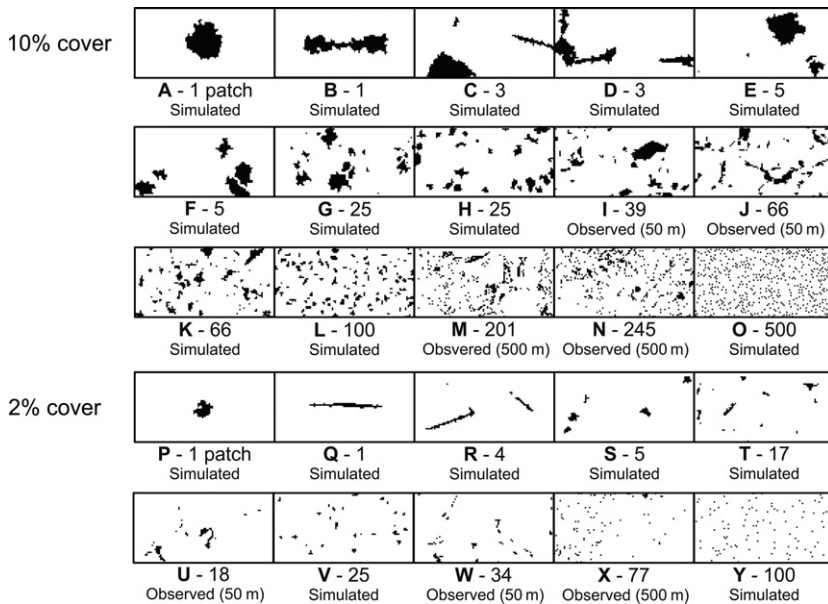 10% cover
A - 1 patch B - 1 C - 3 D - 3 E - 5
Simulated Simulated Simulated Simulated Simulated
F - 5 G - 25 H - 25 I - 39 J - 66
Simulated Simulated Simulated Observed (50 m) Observed (50 m)
K - 66 L - 100 M - 201 N - 245 O - 500
Simulated Simulated Obsvered (500 m) Observed (500 m) Simulated
2% cover
P - 1 patch Q - 1 R - 4 S - 5 T - 17
Simulated Simulated Simulated Simulated Simulated
U - 18 V - 25 W - 34 X - 77 Y - 100
Observed (50 m) Simulated Observed (50 m) Observed (500 m) Simulated